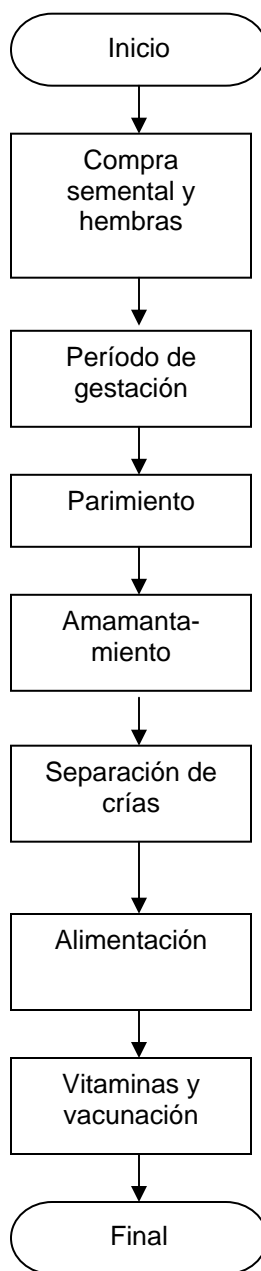 Inicio
Compra
semental y
hembras
Período de
gestación
Parimiento
Amamanta-
miento
Separación de
crías
Alimentación
Vitaminas y
vacunación
Final